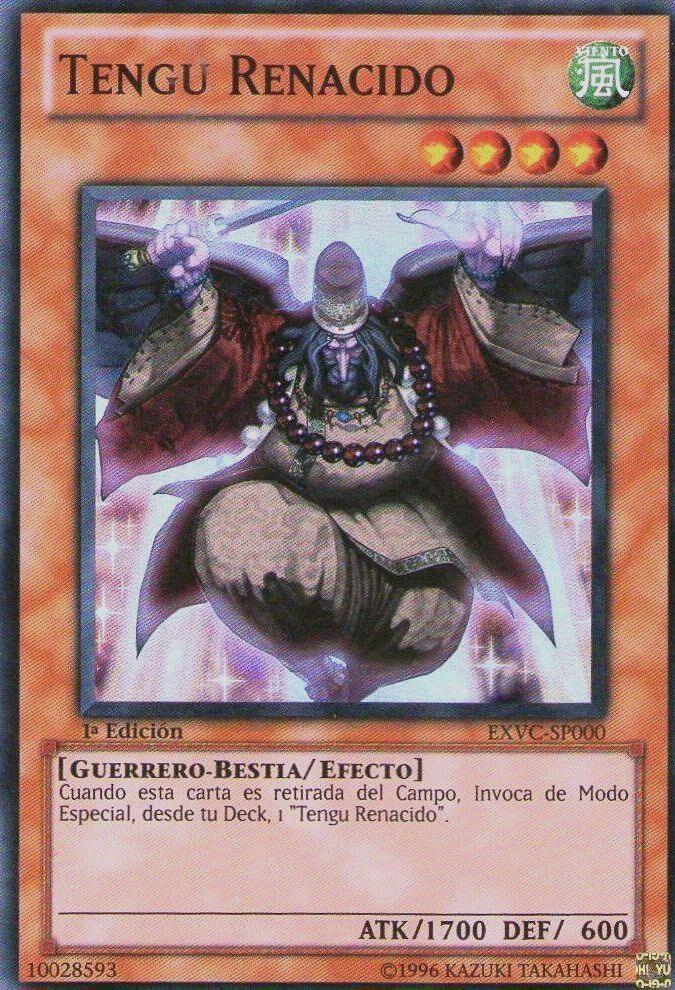 TENGU RENACIDO
VIENTO
風
1ª Edición
EXVC-SP000
[GUERRERO-BESTIA/EFECTO]
Cuando esta carta es retirada del Campo, Invoca de Modo
Especial, desde tu Deck, 1 "Tengu Renacido".
ATK/1700 DEF/ 600
10028593
©1996 KAZUKI TAKAHASHI